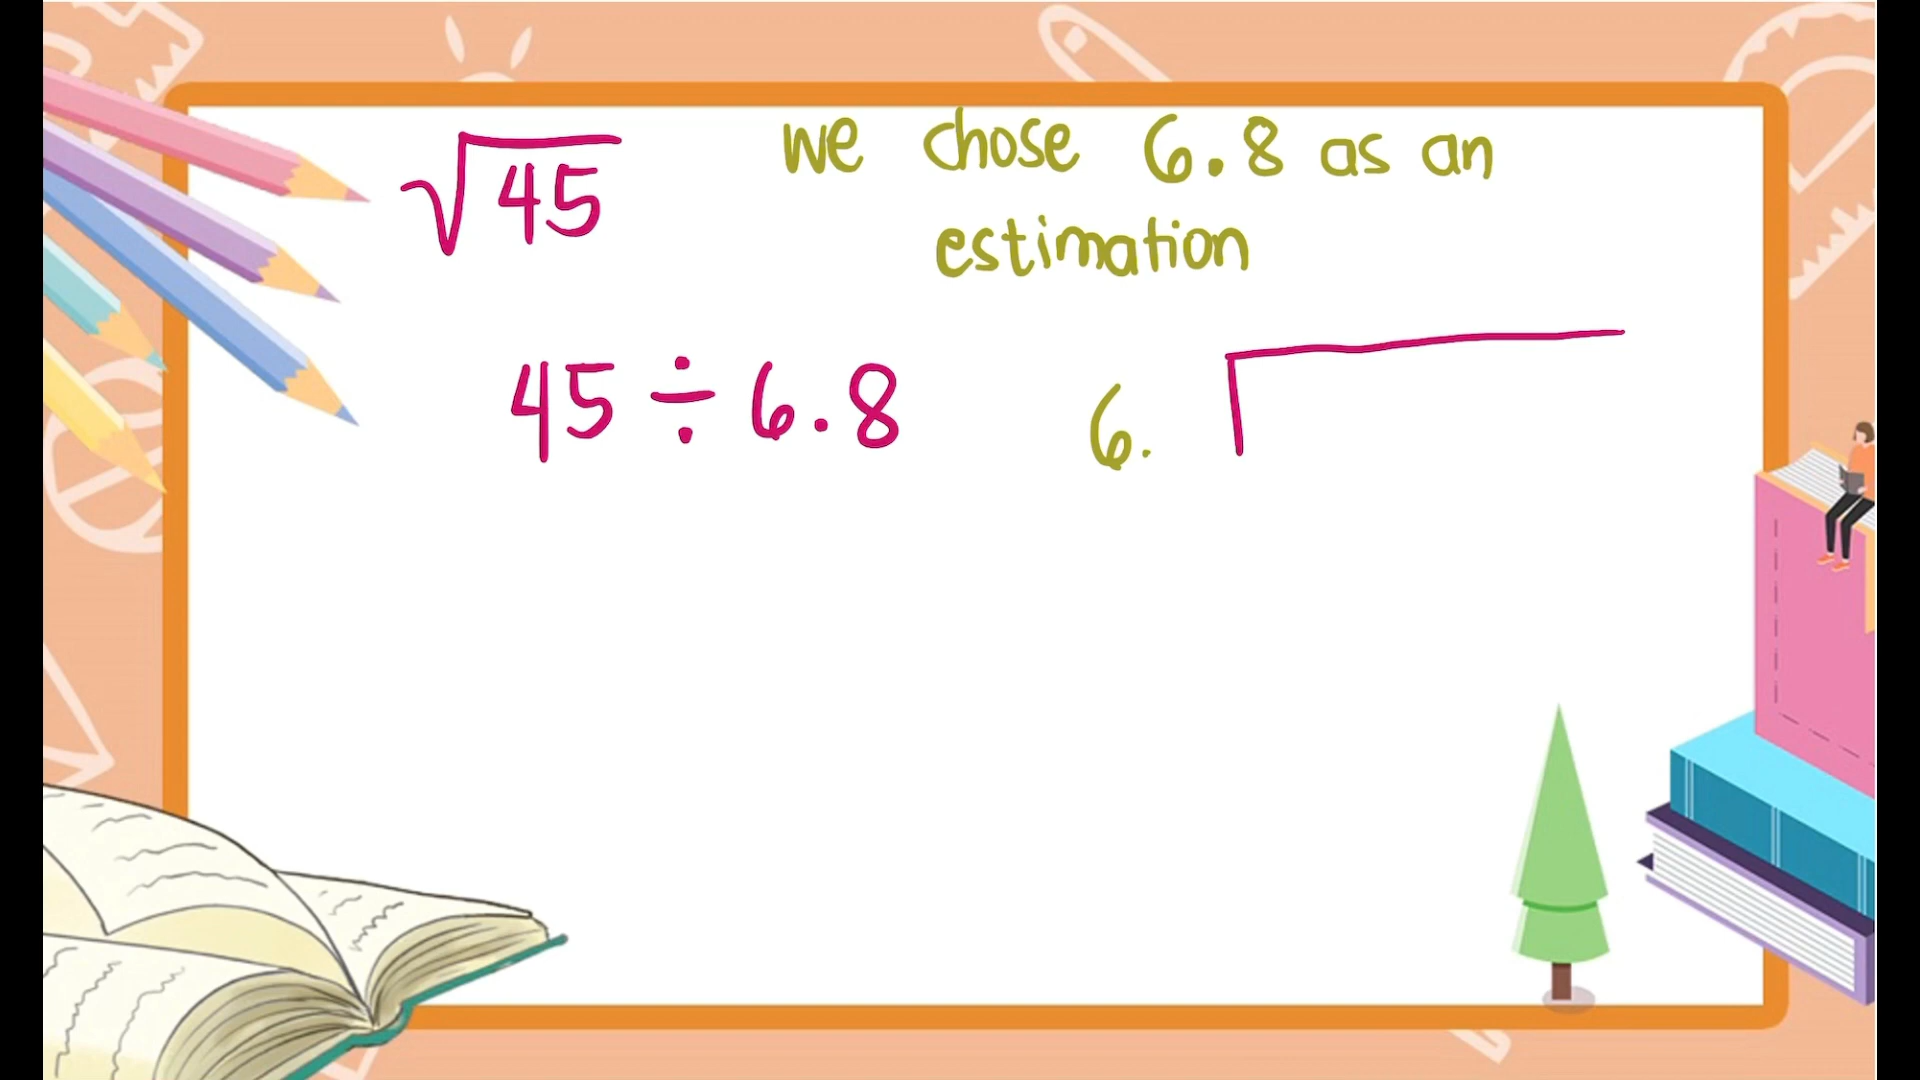 √45
we chose 6.8 as an
estimation
45 ÷ 6.8
6.